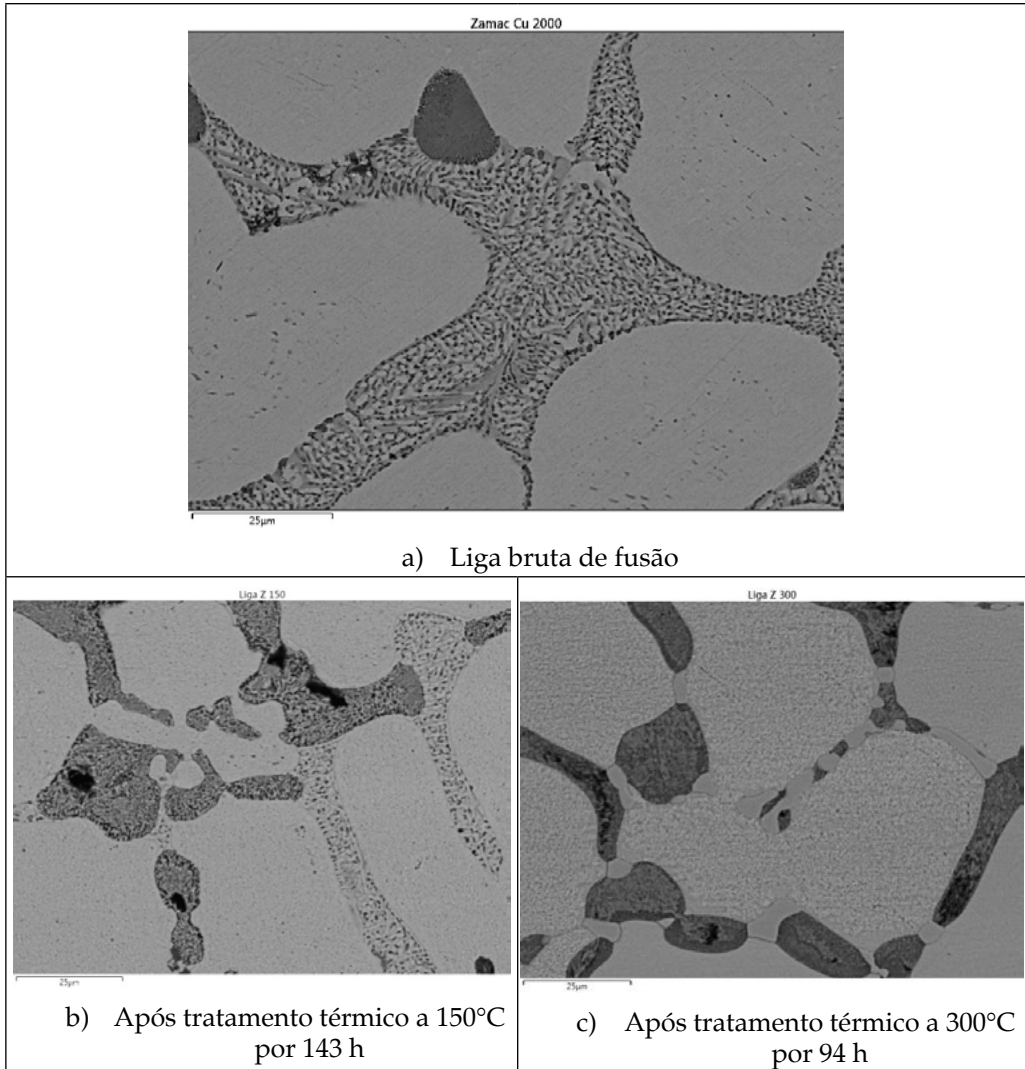 Zamac Cu 2000
25µm
a) Liga bruta de fusão
Liga Z 150
25µm
b) Após tratamento térmico a 150°C
por 143 h
Liga Z 300
25µm
c) Após tratamento térmico a 300°C
por 94 h